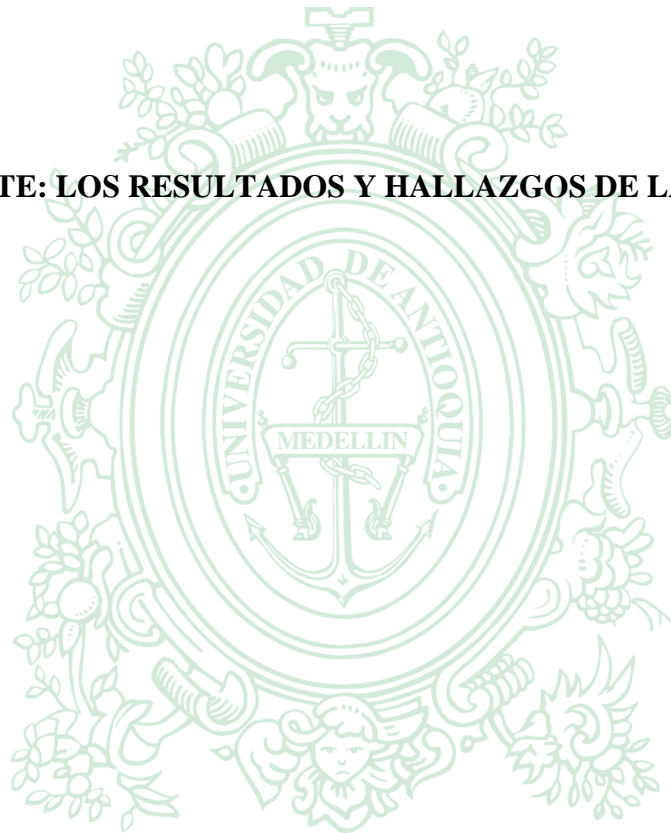 TE: LOS RESULTADOS Y HALLAZGOS DE LA
UNIVERSIDAD DE ANTIOQUIA
MEDELLIN